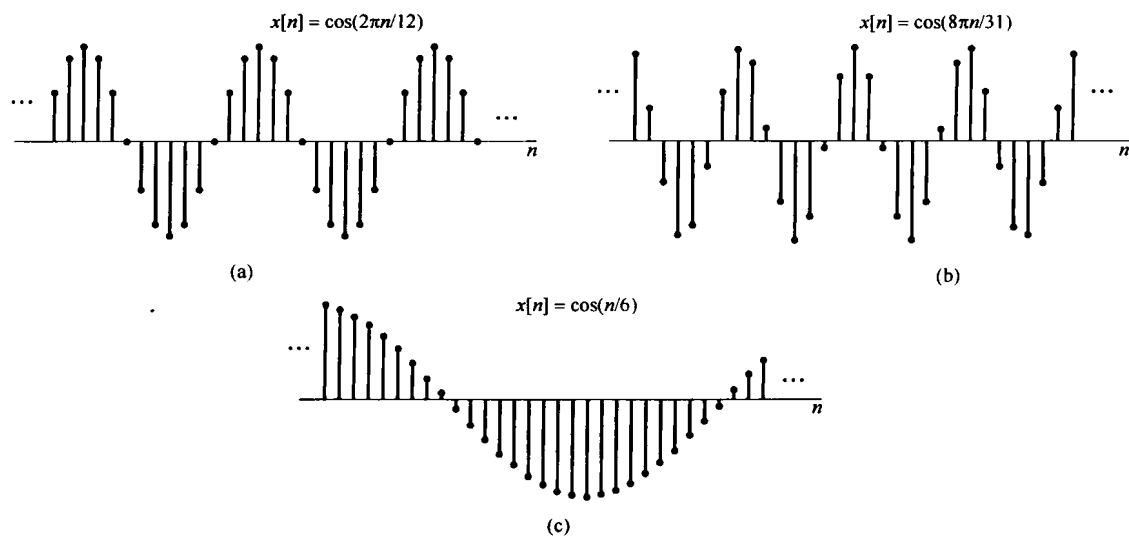 x[n] = cos(2πn/12)
x[n] = cos(8πn/31)
...
...
n
...
...
n
(a)
(b)
x[n] = cos(n/6)
...
...
n
(c)